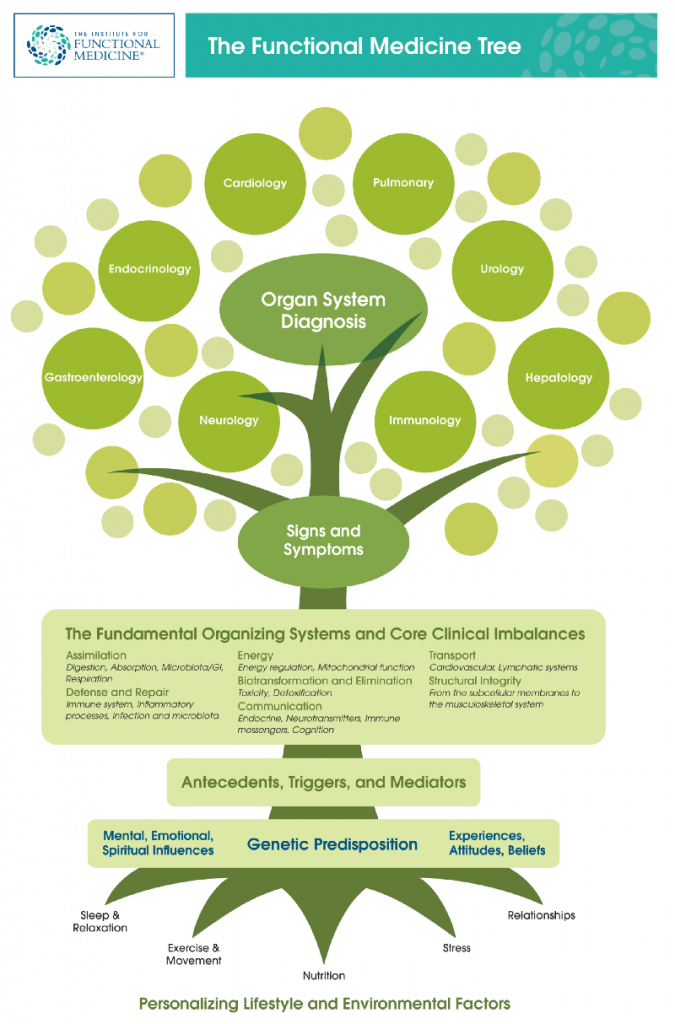 THE INSTITUTE FOR
FUNCTIONAL
MEDICINE®
The Functional Medicine Tree
Cardiology
Pulmonary
Endocrinology
Urology
Organ System
Diagnosis
Gastroenterology
Hepatology
Neurology
Immunology
Signs and
Symptoms
The Fundamental Organizing Systems and Core Clinical Imbalances
Assimilation
Digestion, Absorption, Microbiota/GI,
Respiration
Defense and Repair
Immune system, Inflammatory
processes, Infection and microbiota
Energy
Energy regulation, Mitochondrial function
Biotransformation and Elimination
Toxicity, Detoxification
Communication
Endocrine, Neurotransmitters, Immune
messengers, Cognition
Transport
Cardiovascular, Lymphatic systems
Structural Integrity
From the subcellular membranes to
the musculoskeletal system
Antecedents, Triggers, and Mediators
Mental, Emotional,
Spiritual Influences
Genetic Predisposition
Experiences,
Attitudes, Beliefs
Sleep &
Relaxation
Exercise &
Movement
Nutrition
Stress
Relationships
Personalizing Lifestyle and Environmental Factors